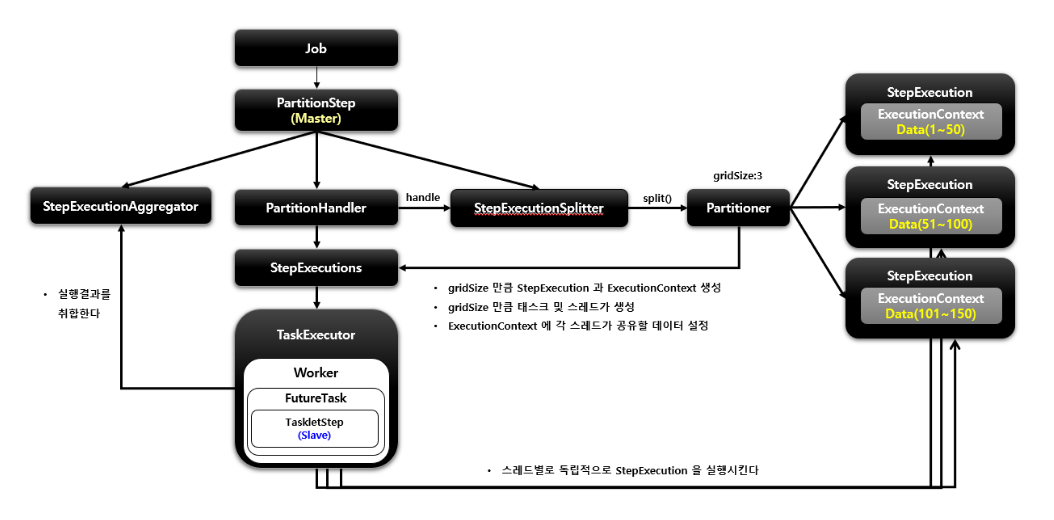 Job
PartitionStep
(Master)
StepExecutionAggregator
PartitionHandler
handle
StepExecutionSplitter
split()
gridSize:3
Partitioner
StepExecution
ExecutionContext
Data(1~50)
StepExecution
ExecutionContext
Data(51~100)
StepExecution
ExecutionContext
Data(101~150)
StepExecutions
• 실행결과를
취합한다
• gridSize 만큼 StepExecution 과 ExecutionContext 생성
• gridSize 만큼 태스크 및 스레드가 생성
• ExecutionContext 에 각 스레드가 공유할 데이터 설정
TaskExecutor
Worker
FutureTask
TaskletStep
(Slave)
• 스레드별로 독립적으로 StepExecution 을 실행시킨다